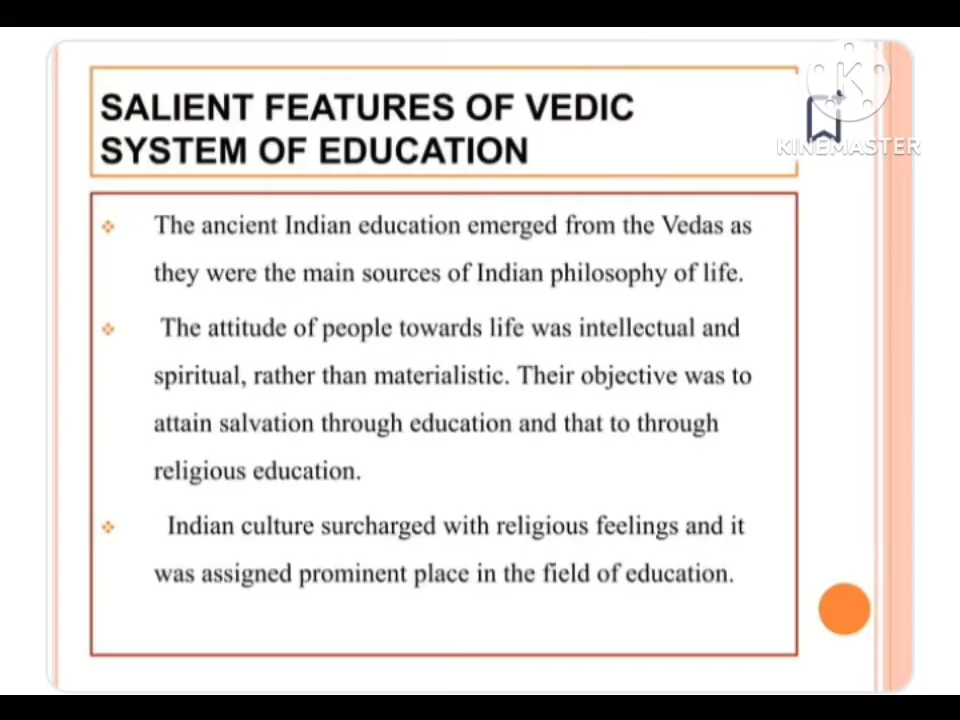 SALIENT FEATURES OF VEDIC
SYSTEM OF EDUCATION
KINEMASTER
The ancient Indian education emerged from the Vedas as
they were the main sources of Indian philosophy of life.
The attitude of people towards life was intellectual and
spiritual, rather than materialistic. Their objective was to
attain salvation through education and that to through
religious education.
Indian culture surcharged with religious feelings and it
was assigned prominent place in the field of education.